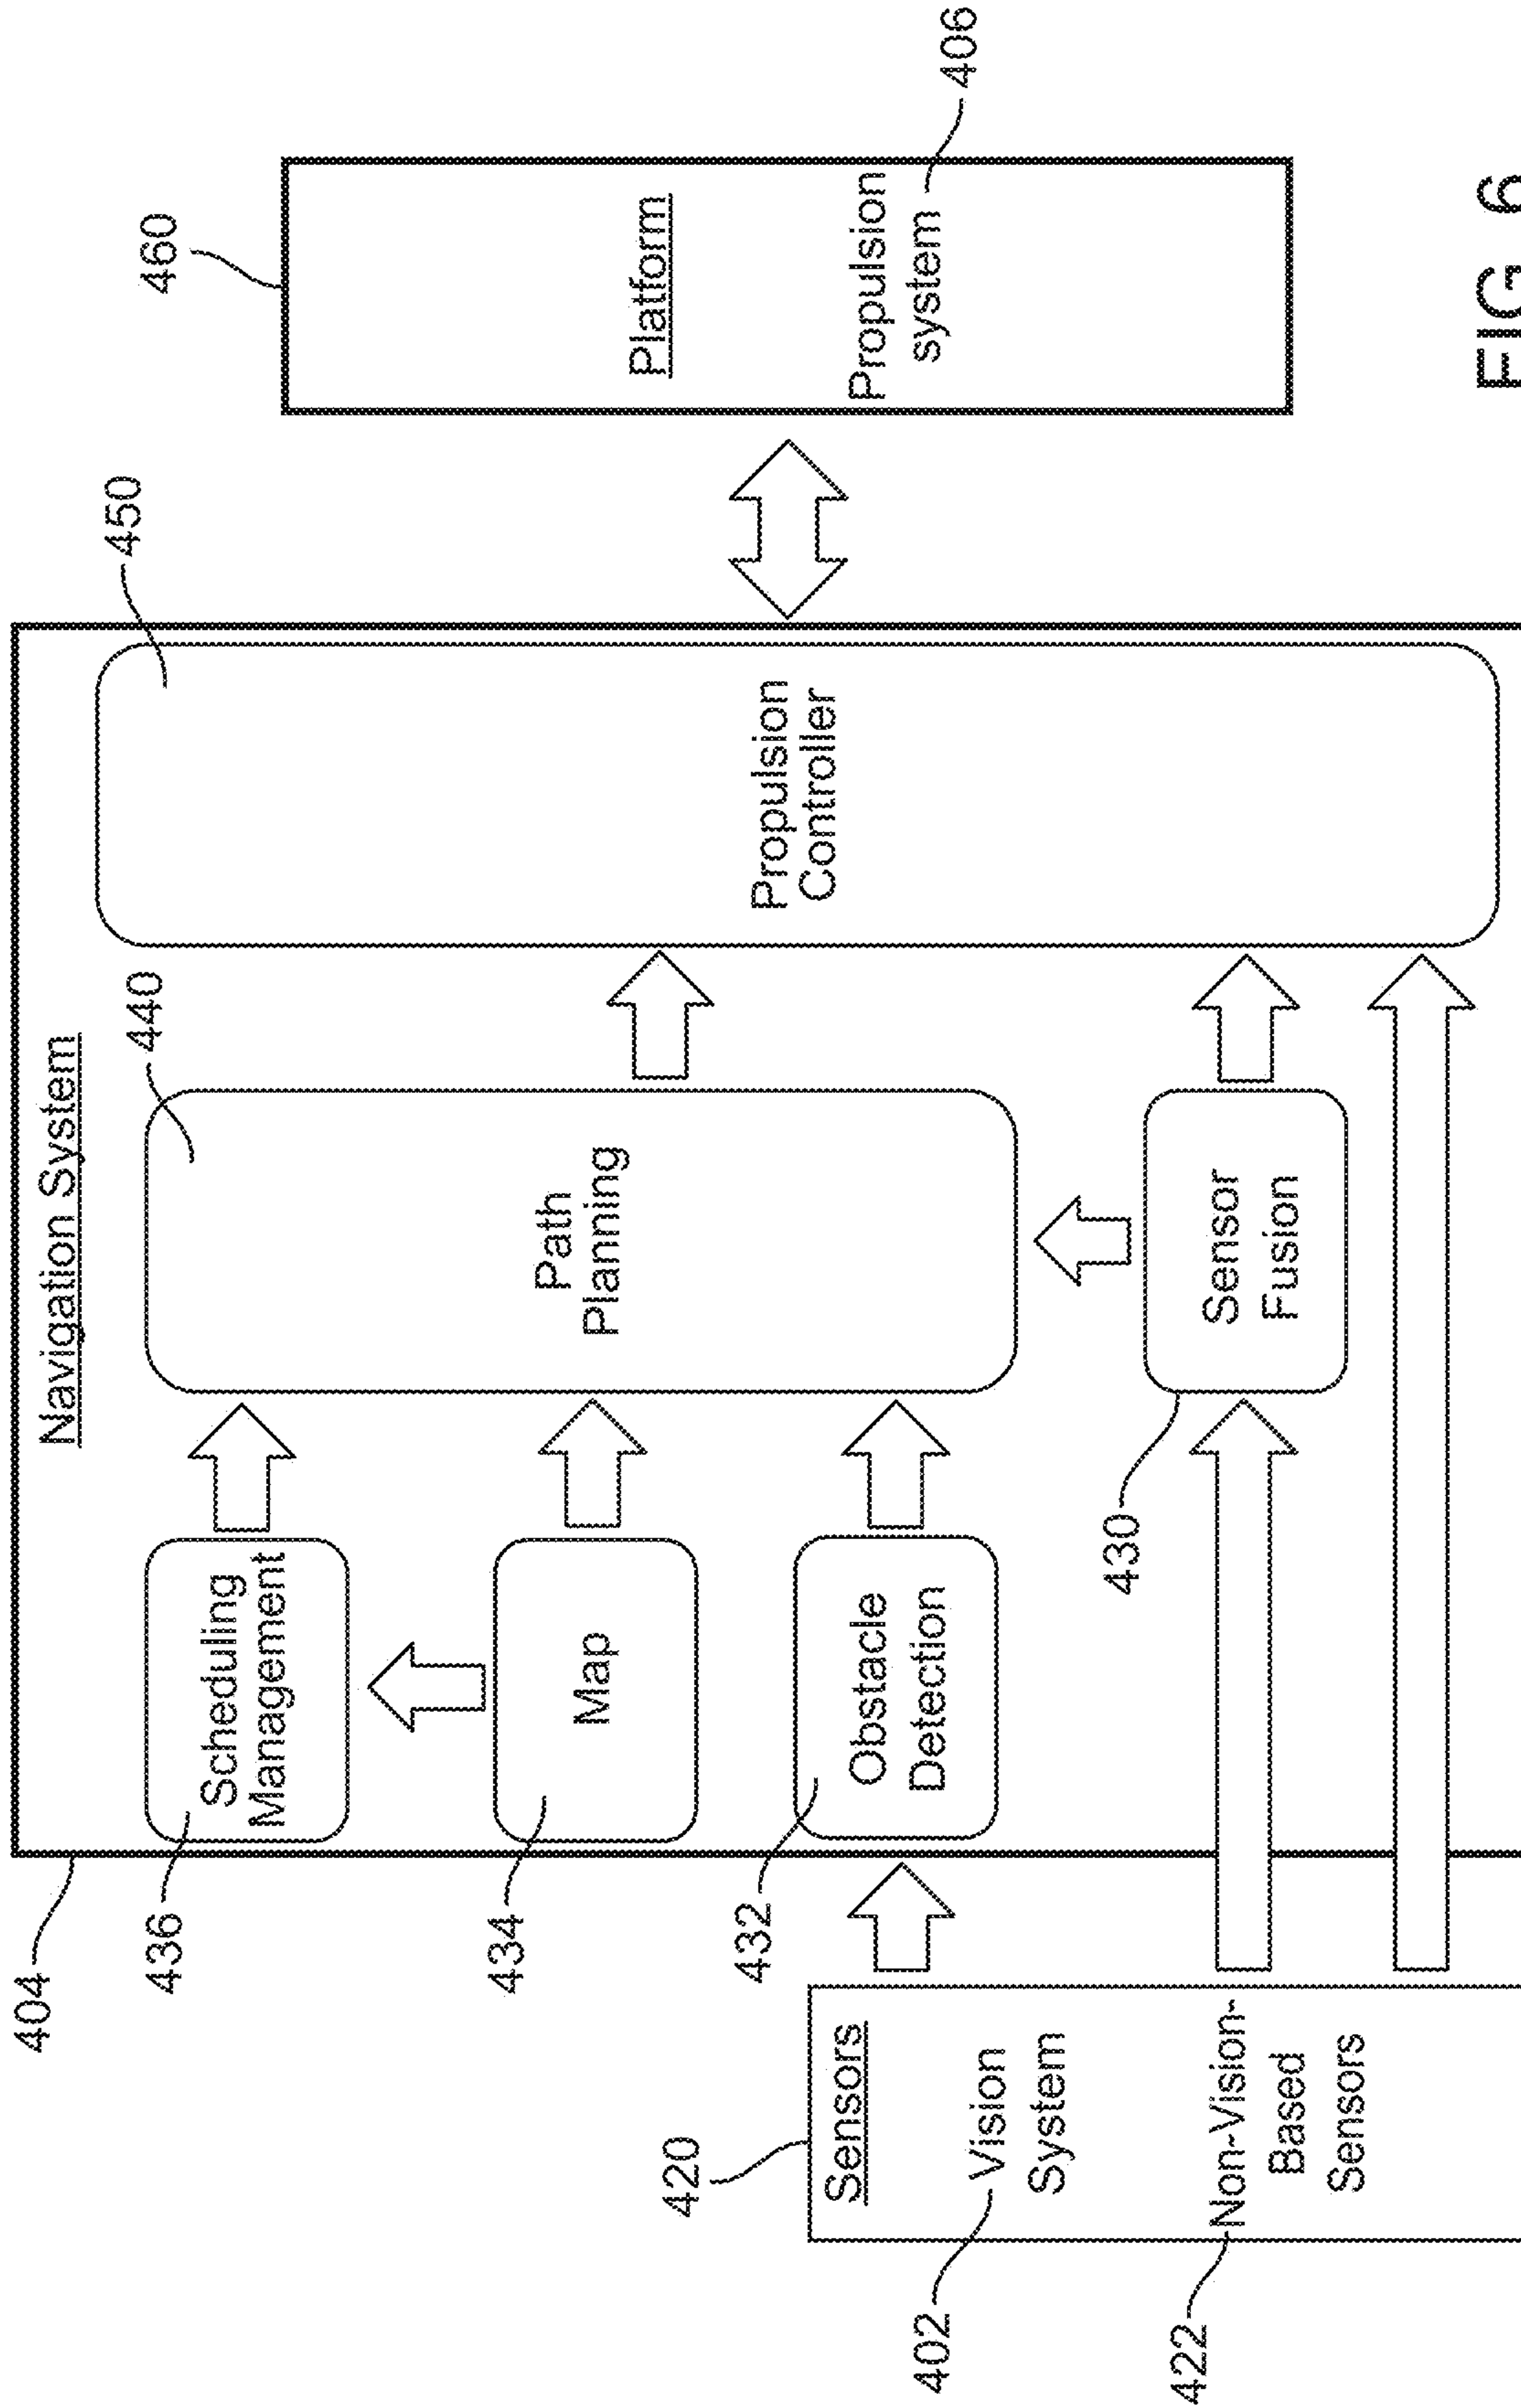 404
Navigation System
436
Scheduling
Management
434
Map
432
Obstacle
Detection
440
Path
Planning
430
Sensor
Fusion
450
Propulsion
Controller
460
Platform
Propulsion
system
406
420
Sensors
402
Vision
System
422
Non-Vision-
Based
Sensors
FIG 6